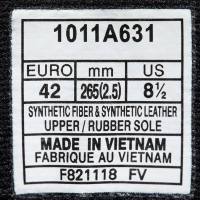 1011A631
EURO mm US
42 265(2.5) 8½
SYNTHETIC FIBER & SYNTHETIC LEATHER
UPPER / RUBBER SOLE
MADE IN VIETNAM
FABRIQUE AU VIETNAM
F821118 FV